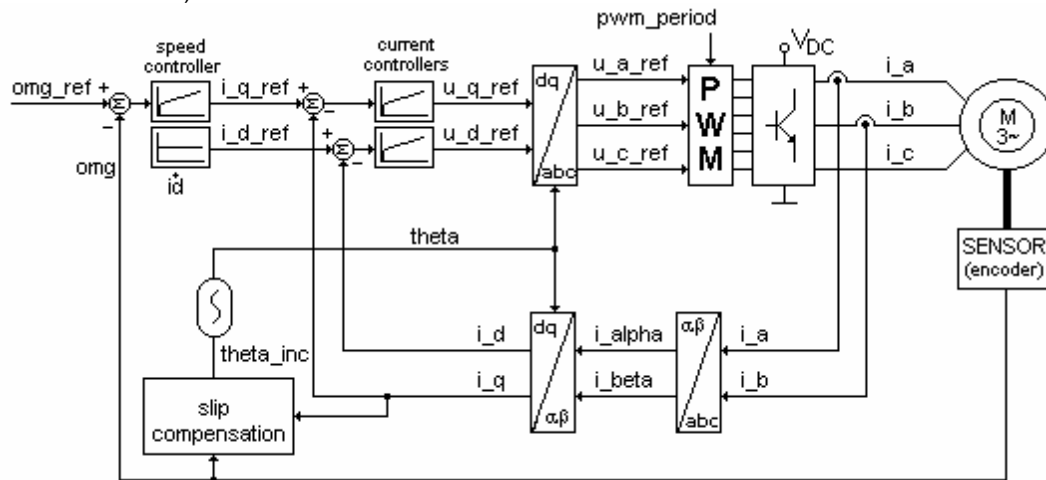 )
pwm_period
speed
controller
current
controllers
V DC
omg_ref + Σ −
i_q_ref + Σ −
u_q_ref
dq
u_a_ref
P
i_a
i_d_ref + Σ −
u_d_ref
u_b_ref
W
i_b
M
3~
omg
id*
abc
u_c_ref
M
i_c
theta
SENSOR
(encoder)
∫
i_d
dq
i_alpha
αβ
i_a
theta_inc
i_q
i_beta
i_b
slip
compensation
αβ
abc